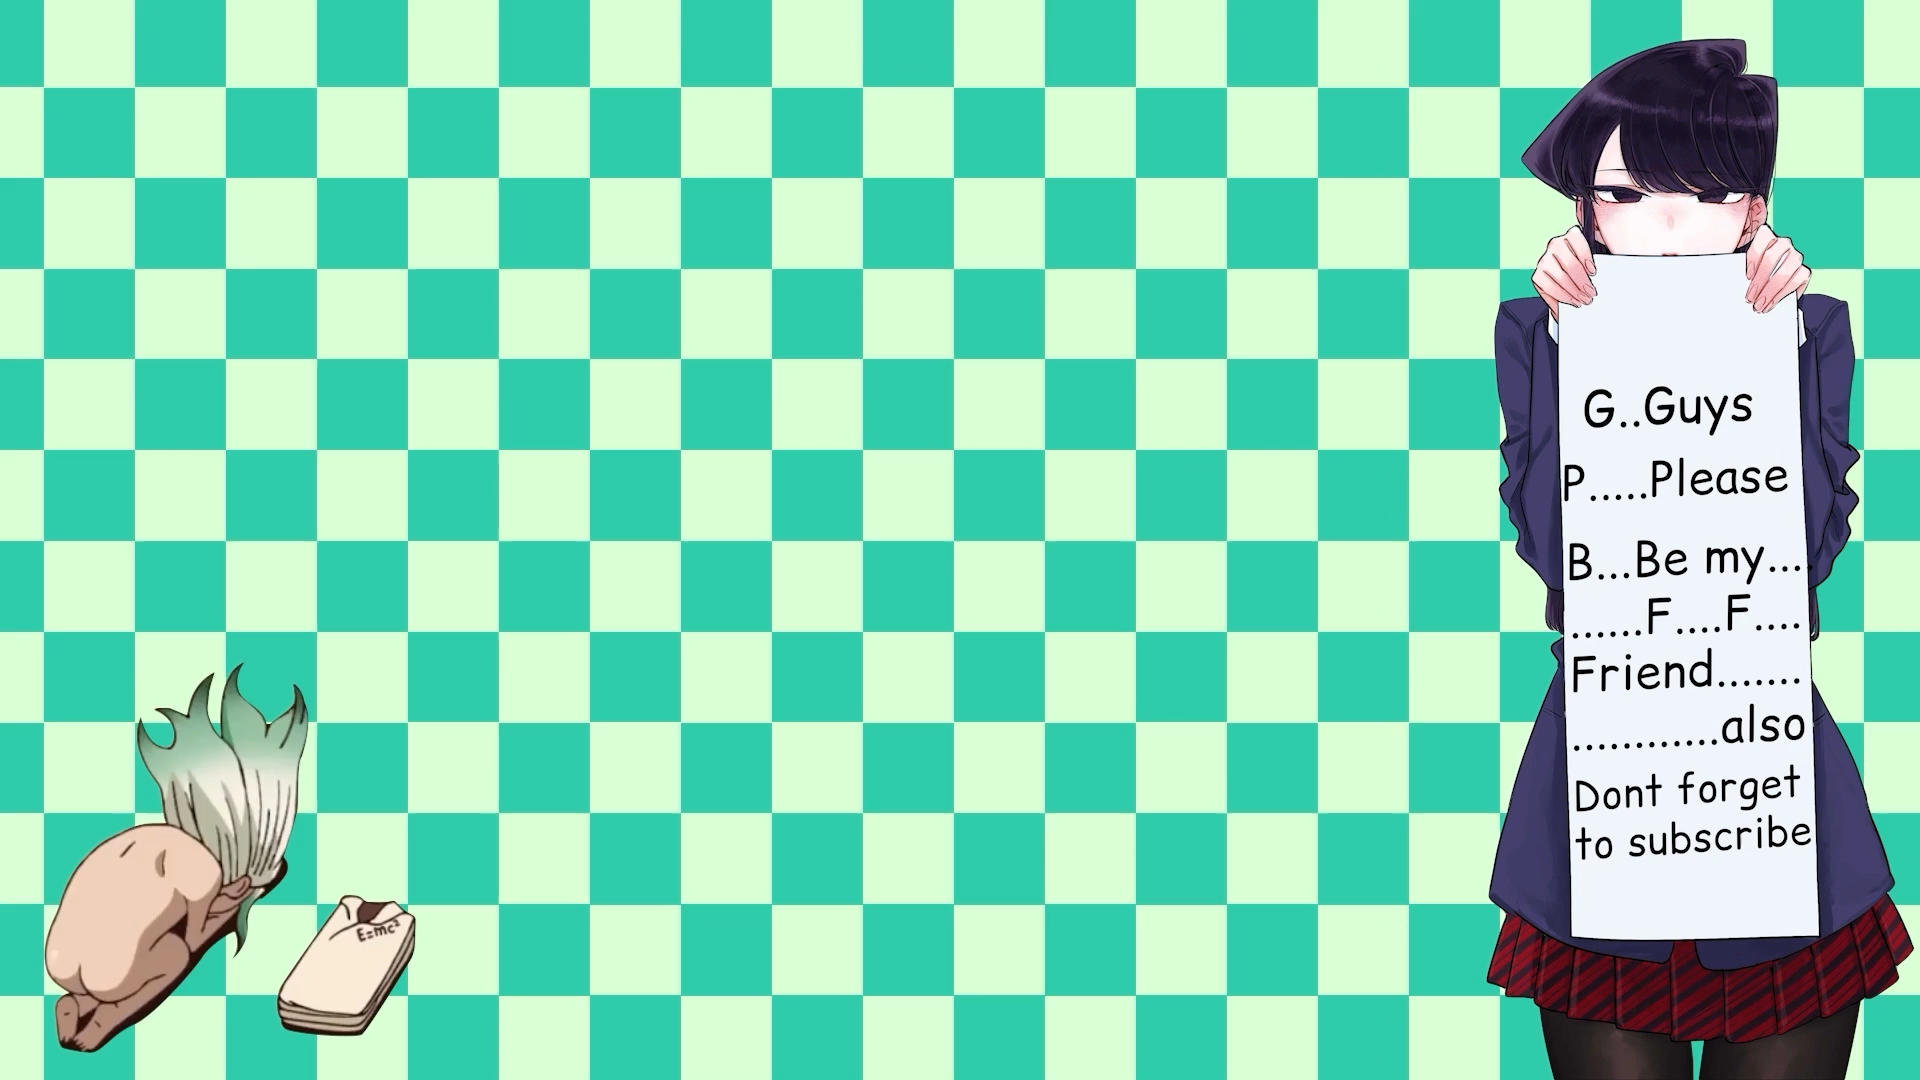 G..Guys
P.....Please
B...Be my....
......F....F....
Friend.......
............also
Dont forget
to subscribe
E=mc²